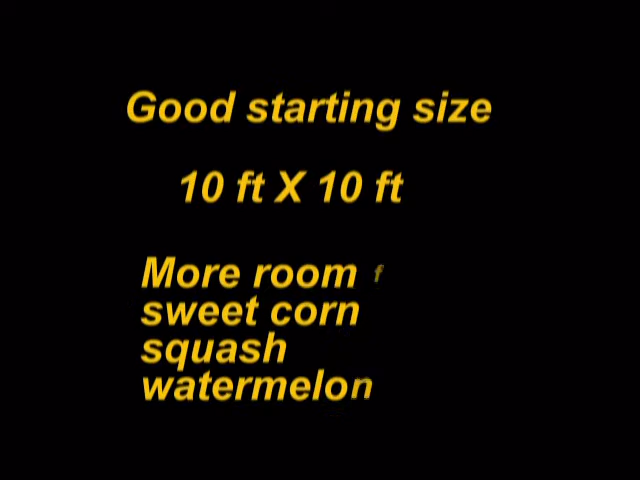 Good starting size
10 ft X 10 ft
More room f
sweet corn
squash
watermelon